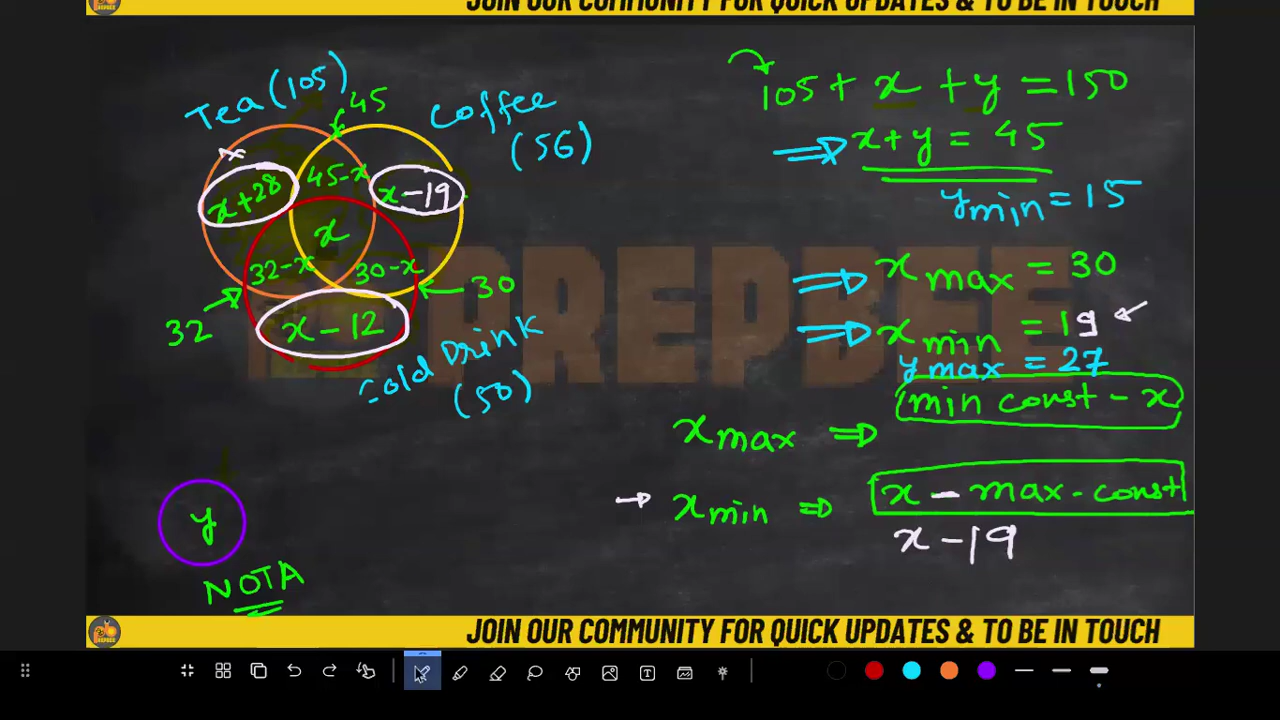 JOIN OUR COMMUNITY FOR QUICK UPDATES & TO BE IN TOUCH
Tea (105)
45
Coffee
(56)
x+28
45-x
x-19
x
32-x
30-x
32
30
x-12
Cold Drink
(50)
y
NOTA
105 + x + y = 150
⇒ x+y = 45
y min = 15
⇒ x max = 30
⇒ x min = 19 ←
y max = 27
x max ⇒ min const - x
→ x min ⇒ x - max-const
x-19
PREPBEE
JOIN OUR COMMUNITY FOR QUICK UPDATES & TO BE IN TOUCH